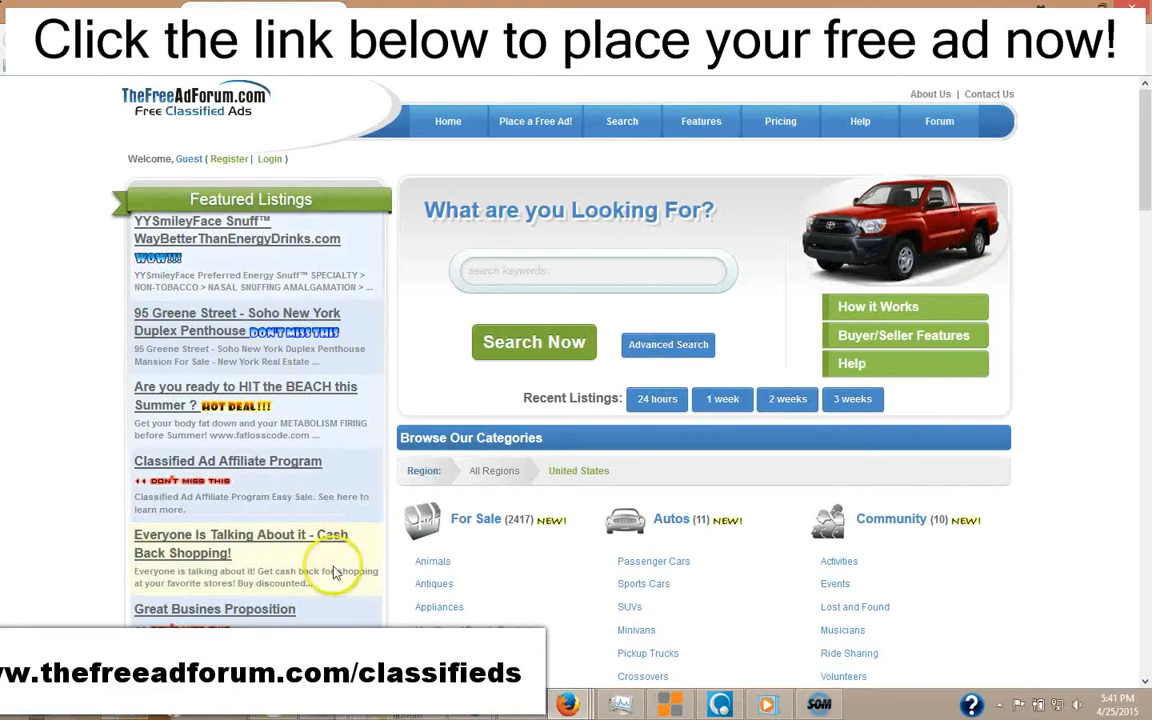 Click the link below to place your free ad now!
TheFreeAdForum.com
Free Classified Ads
About Us | Contact Us
Home
Place a Free Ad!
Search
Features
Pricing
Help
Forum
Welcome, Guest ( Register | Login )
Featured Listings
YYSmileyFace Snuff™
WayBetterThanEnergyDrinks.com
WOW!!!
YYSmileyFace Preferred Energy Snuff™ SPECIALTY >
NON-TOBACCO > NASAL SNUFFING AMALGAMATION > ...
95 Greene Street - Soho New York
Duplex Penthouse DON'T MISS THIS
95 Greene Street - Soho New York Duplex Penthouse
Mansion For Sale - New York Real Estate ...
Are you ready to HIT the BEACH this
Summer ? HOT DEAL!!!
Get your body fat down and your METABOLISM FIRING
before Summer! www.fatlosscode.com ...
Classified Ad Affiliate Program
DON'T MISS THIS
Classified Ad Affiliate Program Easy Sale. See here to
learn more.
Everyone Is Talking About it - Cash
Back Shopping!
Everyone is talking about it! Get cash back for shopping
at your favorite stores! Buy discounted...
Great Busines Proposition
What are you Looking For?
search keywords...
Search Now
Advanced Search
How it Works
Buyer/Seller Features
Help
Recent Listings:
24 hours
1 week
2 weeks
3 weeks
Browse Our Categories
Region:
All Regions
United States
For Sale (2417) NEW!
Animals
Antiques
Appliances
Autos (11) NEW!
Passenger Cars
Sports Cars
SUVs
Minivans
Pickup Trucks
Crossovers
Community (10) NEW!
Activities
Events
Lost and Found
Musicians
Ride Sharing
Volunteers
w.thefreeadforum.com/classifieds
SOM
5:41 PM
4/25/2015